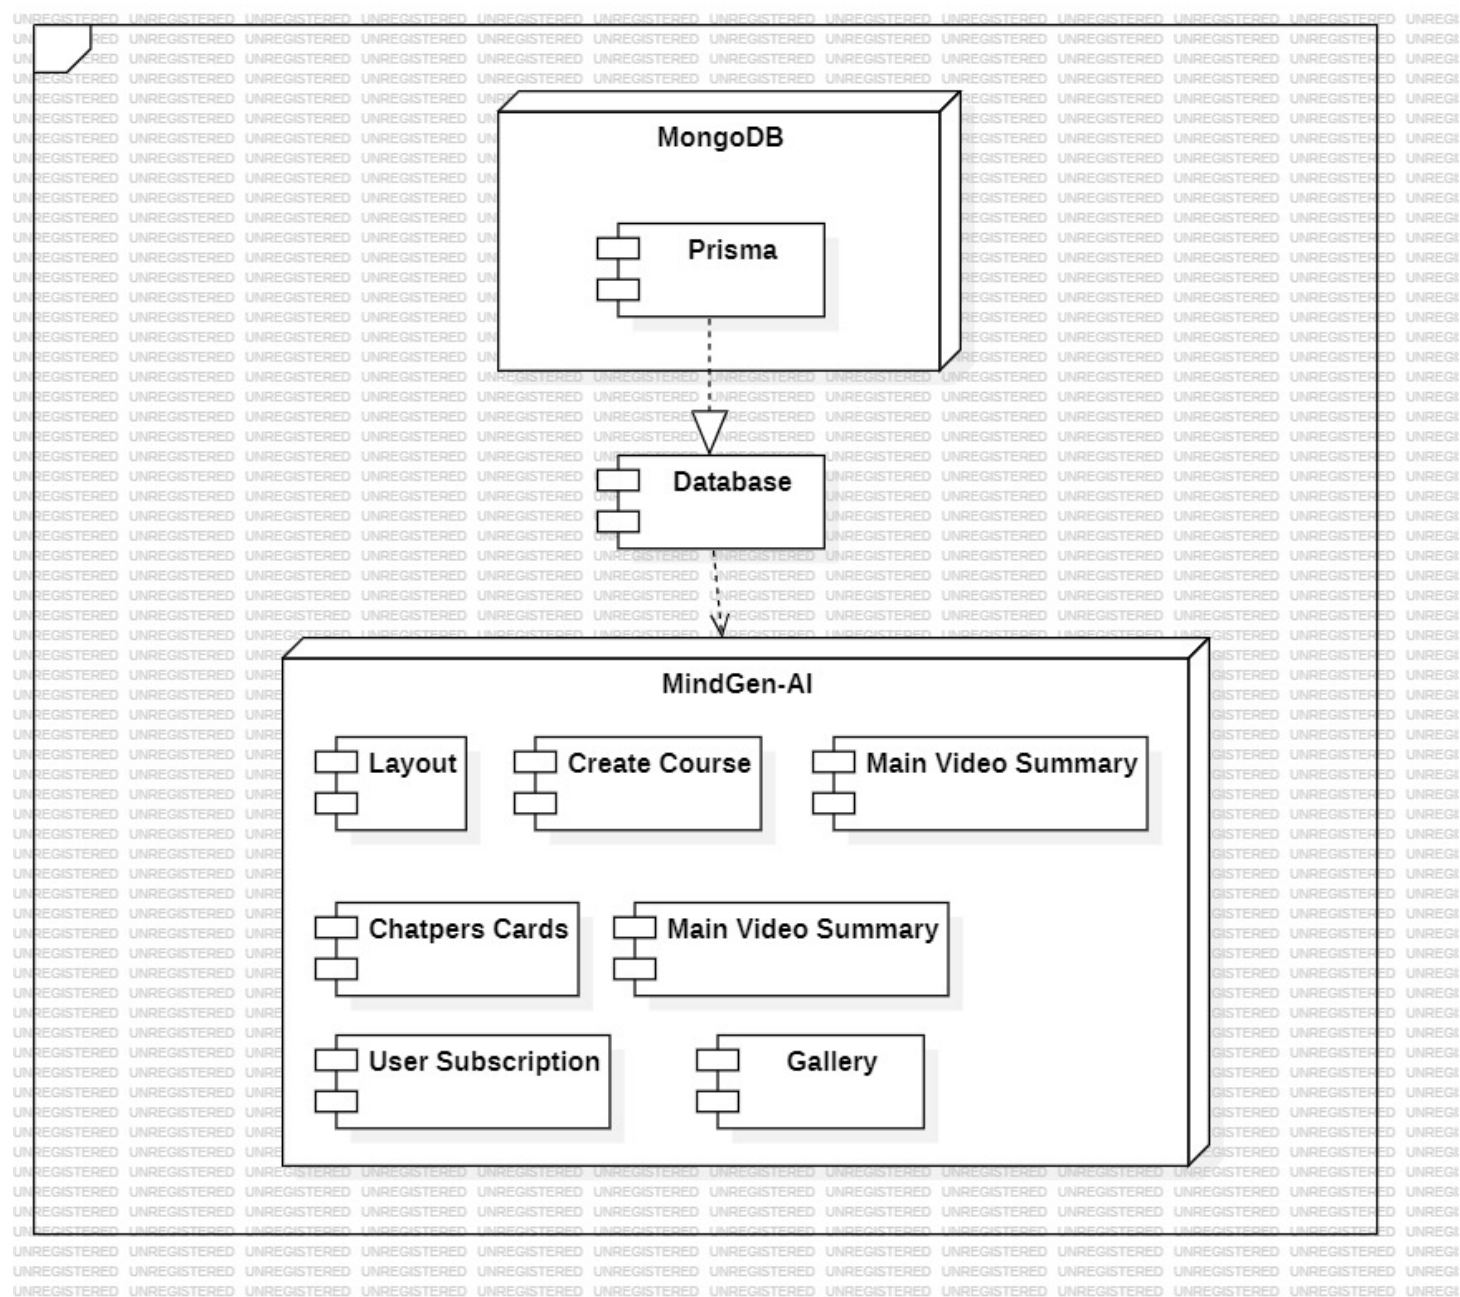 MongoDB
Prisma
Database
MindGen-AI
Layout
Create Course
Main Video Summary
Chatpers Cards
Main Video Summary
User Subscription
Gallery
UNREGISTERED